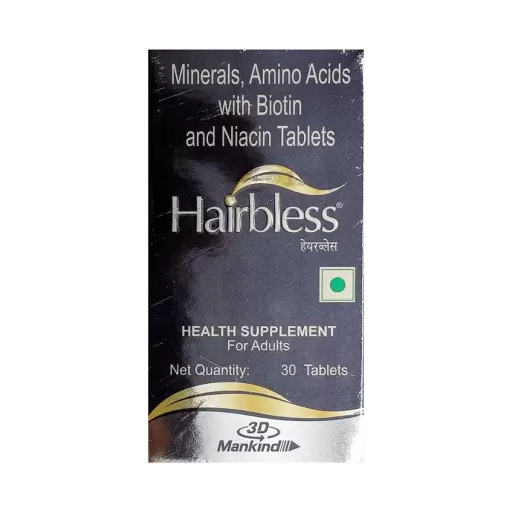 Minerals, Amino Acids
with Biotin
and Niacin Tablets
Hairbless®
हेयरब्लेस
HEALTH SUPPLEMENT
For Adults
Net Quantity: 30 Tablets
3D
Mankind